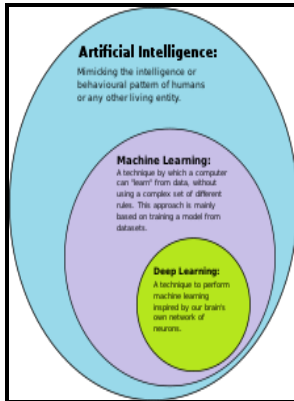 Artificial Intelligence:
Mimicking the intelligence or
behavioural pattern of humans
or any other living entity.
Machine Learning:
A technique by which a computer
can "learn" from data, without
using a complex set of different
rules. This approach is mainly
based on training a model from
datasets.
Deep Learning:
A technique to perform
machine learning
inspired by our brain's
own network of
neurons.